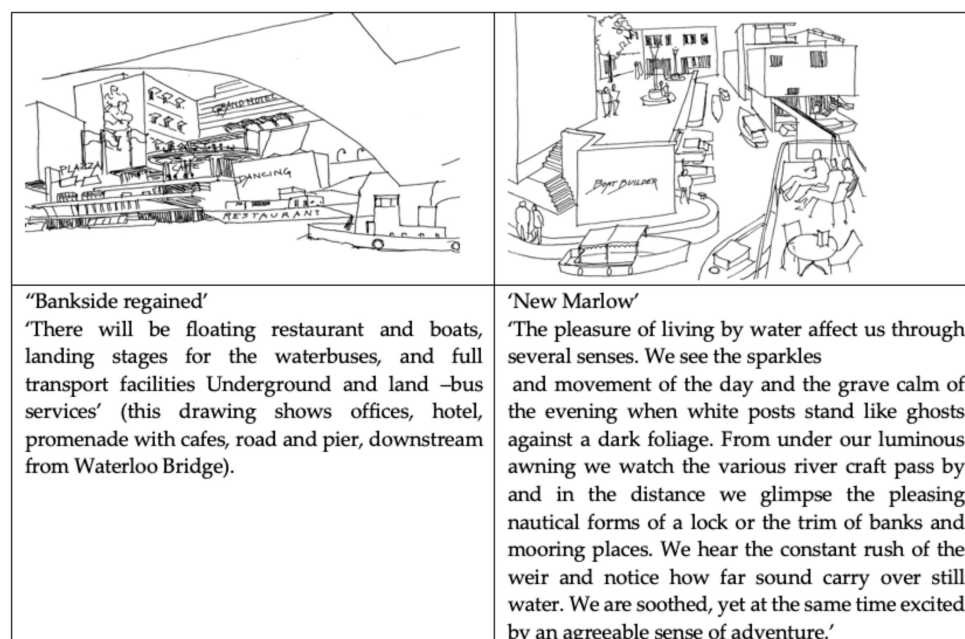 GRAND HOTEL
PLAZZA
CAFE
DANCING
RESTAURANT
BOAT BUILDER
“Bankside regained’
‘There will be floating restaurant and boats,
landing stages for the waterbuses, and full
transport facilities Underground and land –bus
services’ (this drawing shows offices, hotel,
promenade with cafes, road and pier, downstream
from Waterloo Bridge).
‘New Marlow’
‘The pleasure of living by water affect us through
several senses. We see the sparkles
and movement of the day and the grave calm of
the evening when white posts stand like ghosts
against a dark foliage. From under our luminous
awning we watch the various river craft pass by
and in the distance we glimpse the pleasing
nautical forms of a lock or the trim of banks and
mooring places. We hear the constant rush of the
weir and notice how far sound carry over still
water. We are soothed, yet at the same time excited
by an agreeable sense of adventure.’